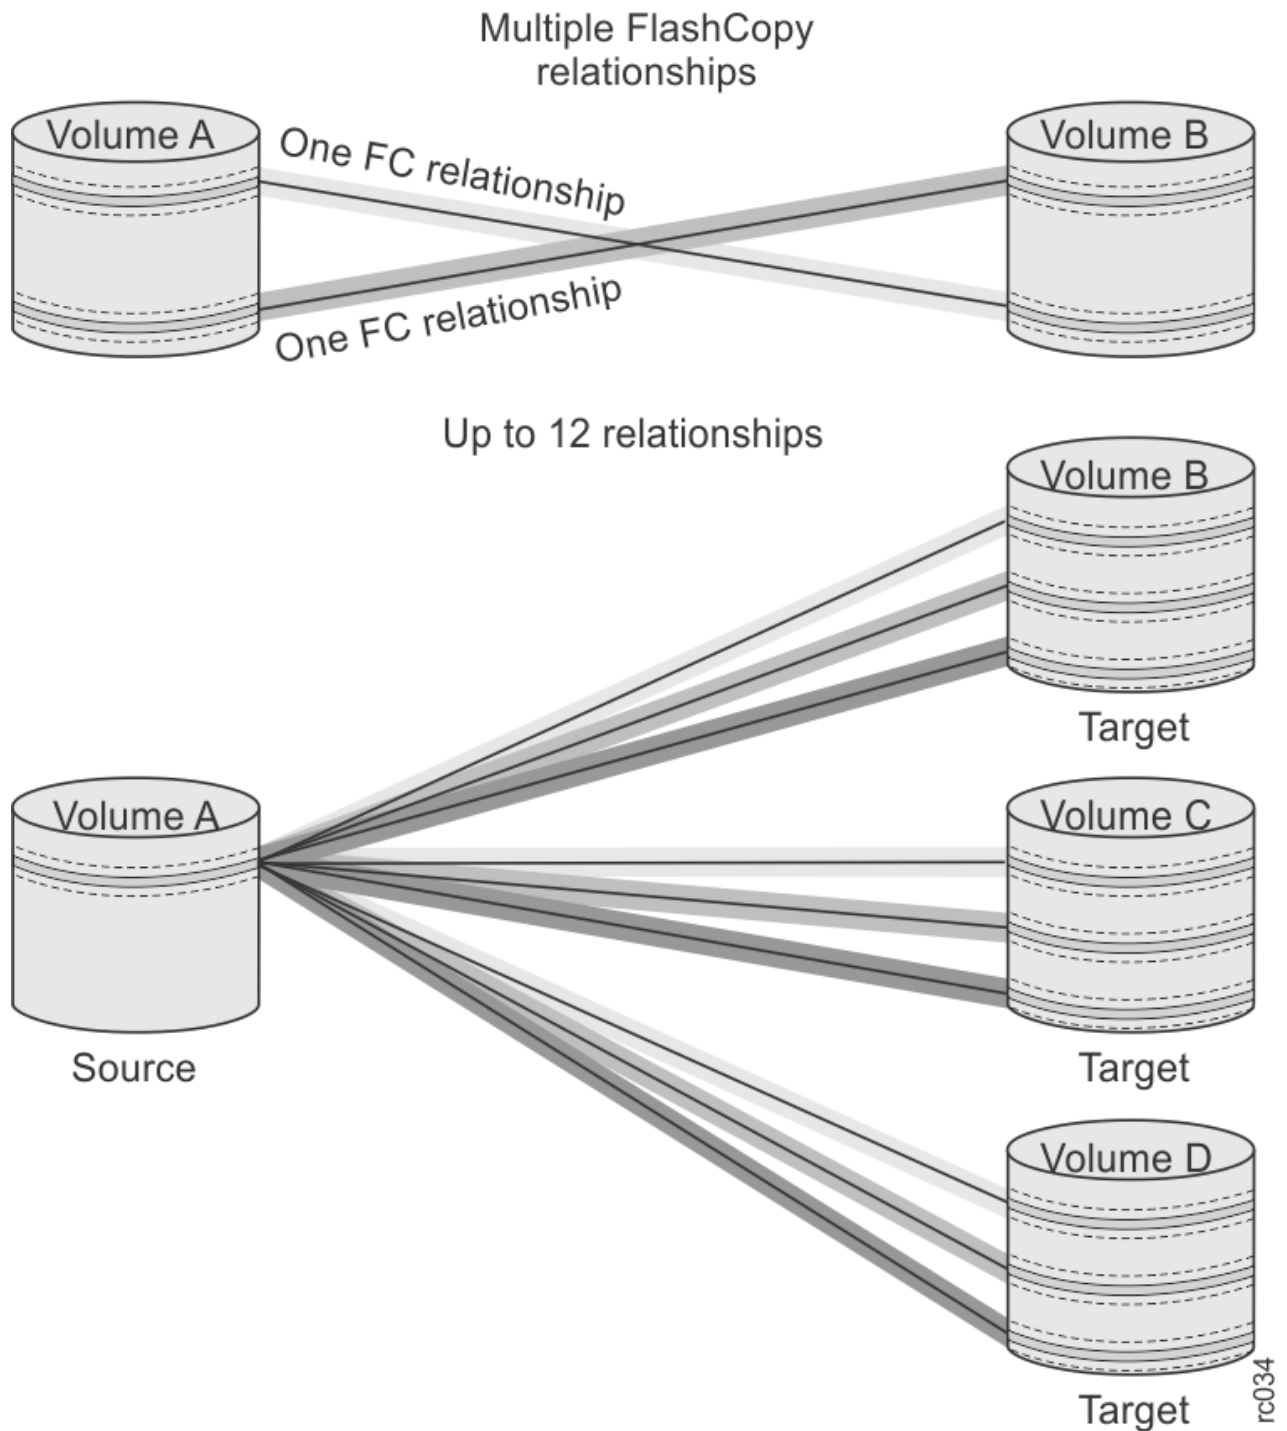 Multiple FlashCopy
relationships
Volume A
One FC relationship
Volume B
One FC relationship
Up to 12 relationships
Volume B
Target
Volume A
Volume C
Source
Target
Volume D
Target
rc034